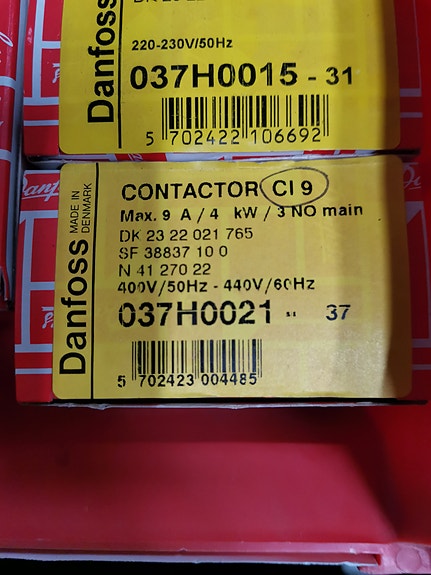 Danfoss
220-230V/50Hz
037H0015 - 31
5 702422 106692
Danfoss
MADE IN
DENMARK
CONTACTOR CI 9
Max. 9 A / 4 kW / 3 NO main
DK 23 22 021 765
SF 38837 10 0
N 41 270 22
400V/50Hz - 440V/60Hz
037H0021 - 37
5 702423 004485